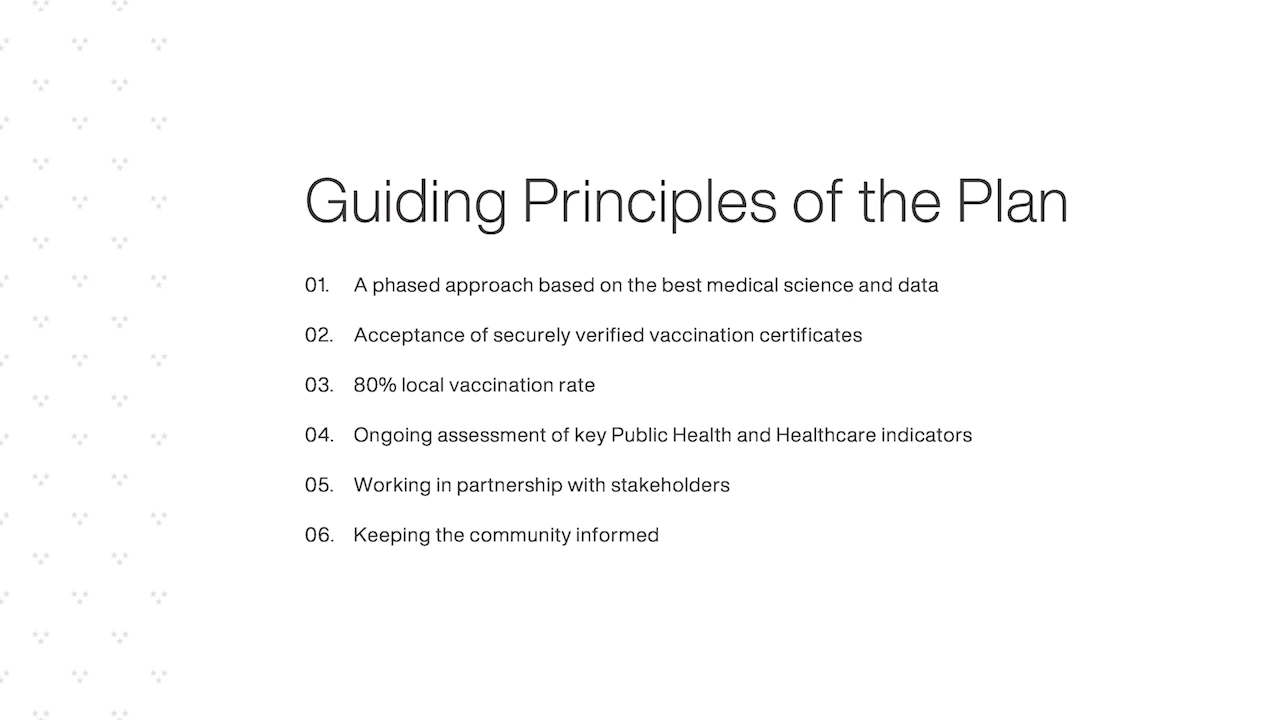 Guiding Principles of the Plan
01. A phased approach based on the best medical science and data
02. Acceptance of securely verified vaccination certificates
03. 80% local vaccination rate
04. Ongoing assessment of key Public Health and Healthcare indicators
05. Working in partnership with stakeholders
06. Keeping the community informed